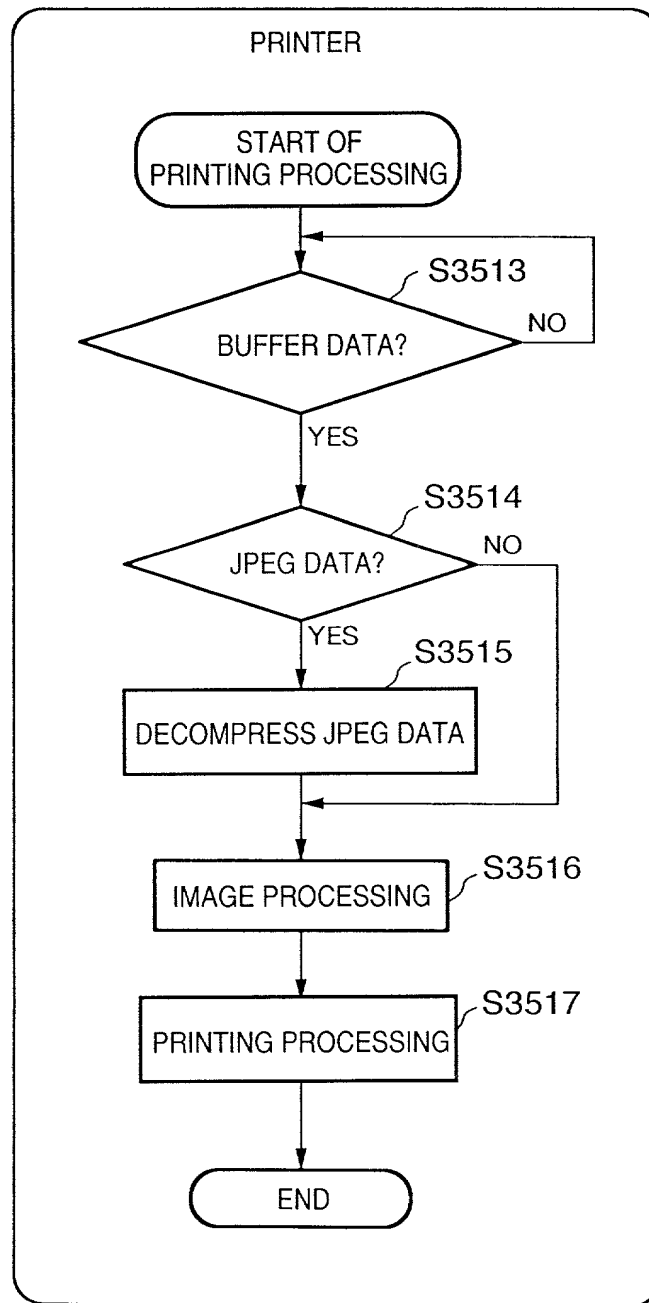 PRINTER
START OF
PRINTING PROCESSING
S3513
BUFFER DATA?
NO
YES
S3514
JPEG DATA?
NO
YES
S3515
DECOMPRESS JPEG DATA
S3516
IMAGE PROCESSING
S3517
PRINTING PROCESSING
END